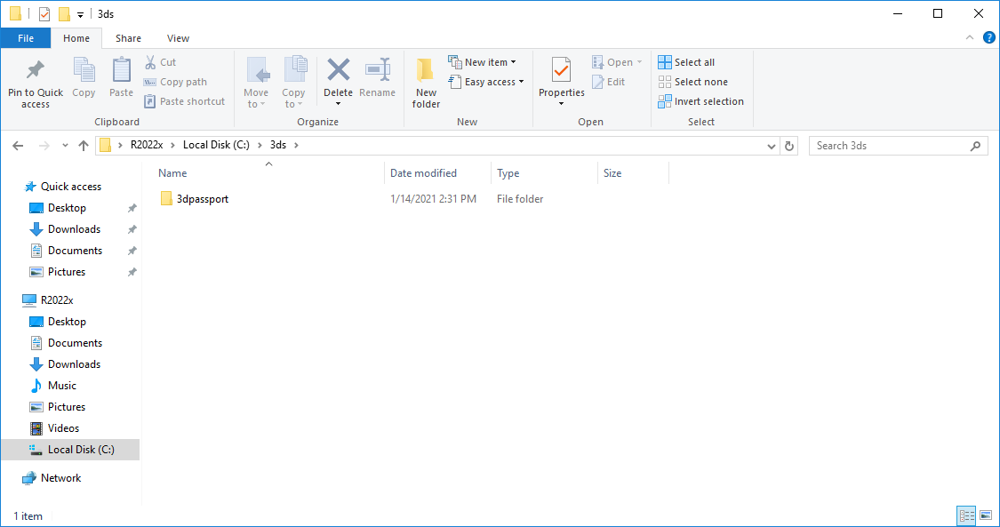 3ds
File Home Share View
Pin to Quick access
Copy
Paste
Cut
Copy path
Paste shortcut
Clipboard
Move to
Copy to
Delete
Rename
Organize
New folder
New item
Easy access
New
Properties
Open
Edit
Open
Select all
Select none
Invert selection
Select
R2022x Local Disk (C:) 3ds
Search 3ds
Name Date modified Type Size
3dpassport 1/14/2021 2:31 PM File folder
Quick access
Desktop
Downloads
Documents
Pictures
R2022x
Desktop
Documents
Downloads
Music
Pictures
Videos
Local Disk (C:)
Network
1 item